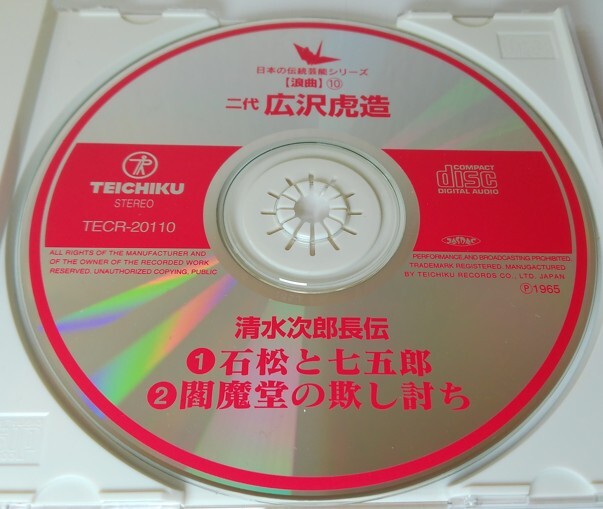 日本の伝統芸能シリーズ
【浪曲】⑩
二代 広沢虎造
TEICHIKU
STEREO
TECR-20110
COMPACT
disc
DIGITAL AUDIO
ALL RIGHTS OF THE MANUFACTURER AND
OF THE OWNER OF THE RECORDED WORK
RESERVED. UNAUTHORIZED COPYING, PUBLIC
PERFORMANCE AND BROADCASTING PROHIBITED.
TRADEMARK REGISTERED. MANUGACTURED
BY TEICHIKU RECORDS CO., LTD. JAPAN
Ⓟ1965
清水次郎長伝
❶石松と七五郎
❷閻魔堂の欺し討ち